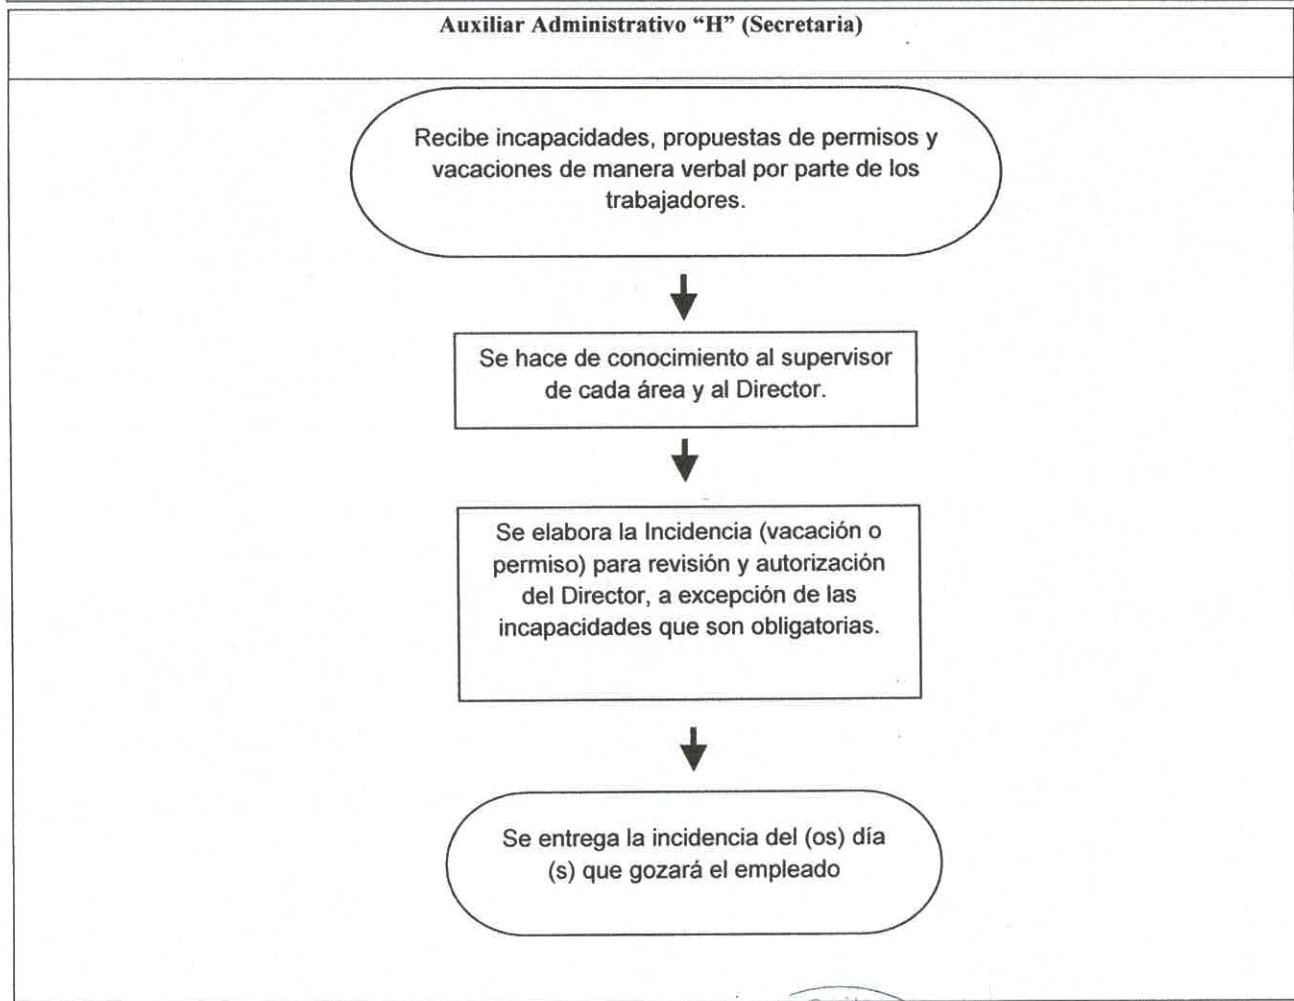 Auxiliar Administrativo “H” (Secretaria)
Recibe incapacidades, propuestas de permisos y
vacaciones de manera verbal por parte de los
trabajadores.
Se hace de conocimiento al supervisor
de cada área y al Director.
Se elabora la Incidencia (vacación o
permiso) para revisión y autorización
del Director, a excepción de las
incapacidades que son obligatorias.
Se entrega la incidencia del (os) día
(s) que gozará el empleado